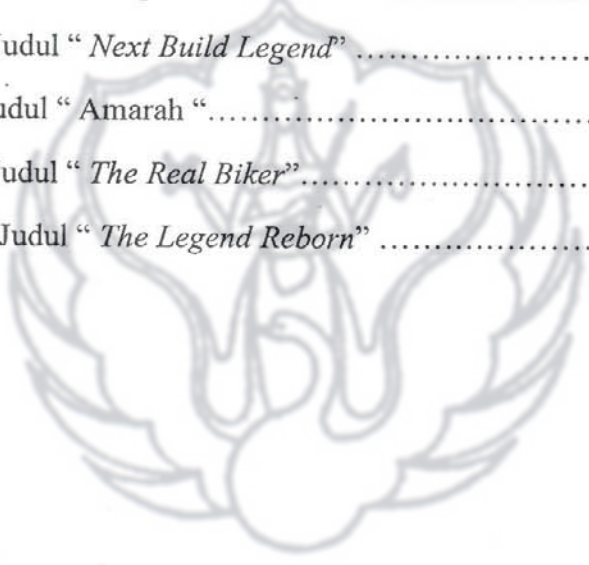 Judul “ Next Build Legend” ........................
Judul “ Amarah “........................................
Judul “ The Real Biker”..............................
Judul “ The Legend Reborn” ......................